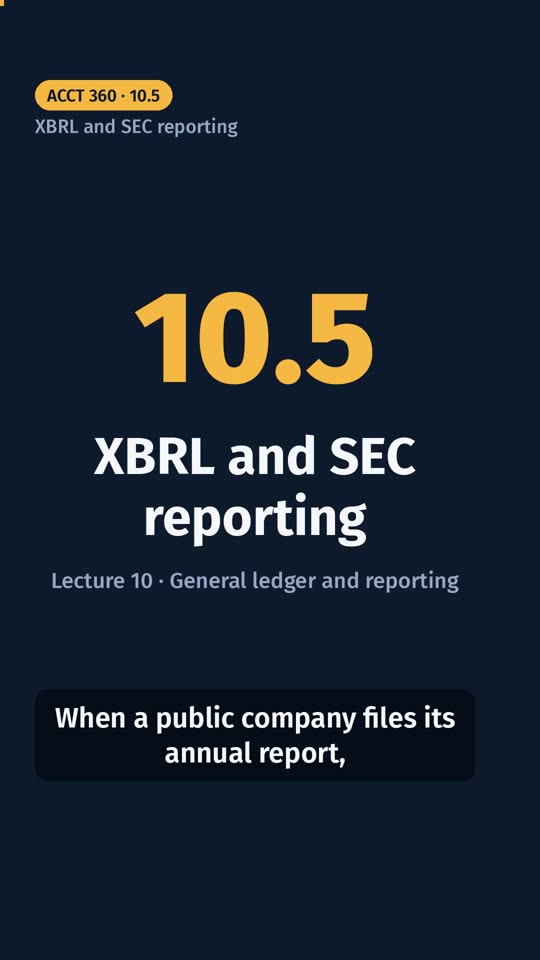 ACCT 360 · 10.5
XBRL and SEC reporting
10.5
XBRL and SEC
reporting
Lecture 10 · General ledger and reporting
When a public company files its
annual report,